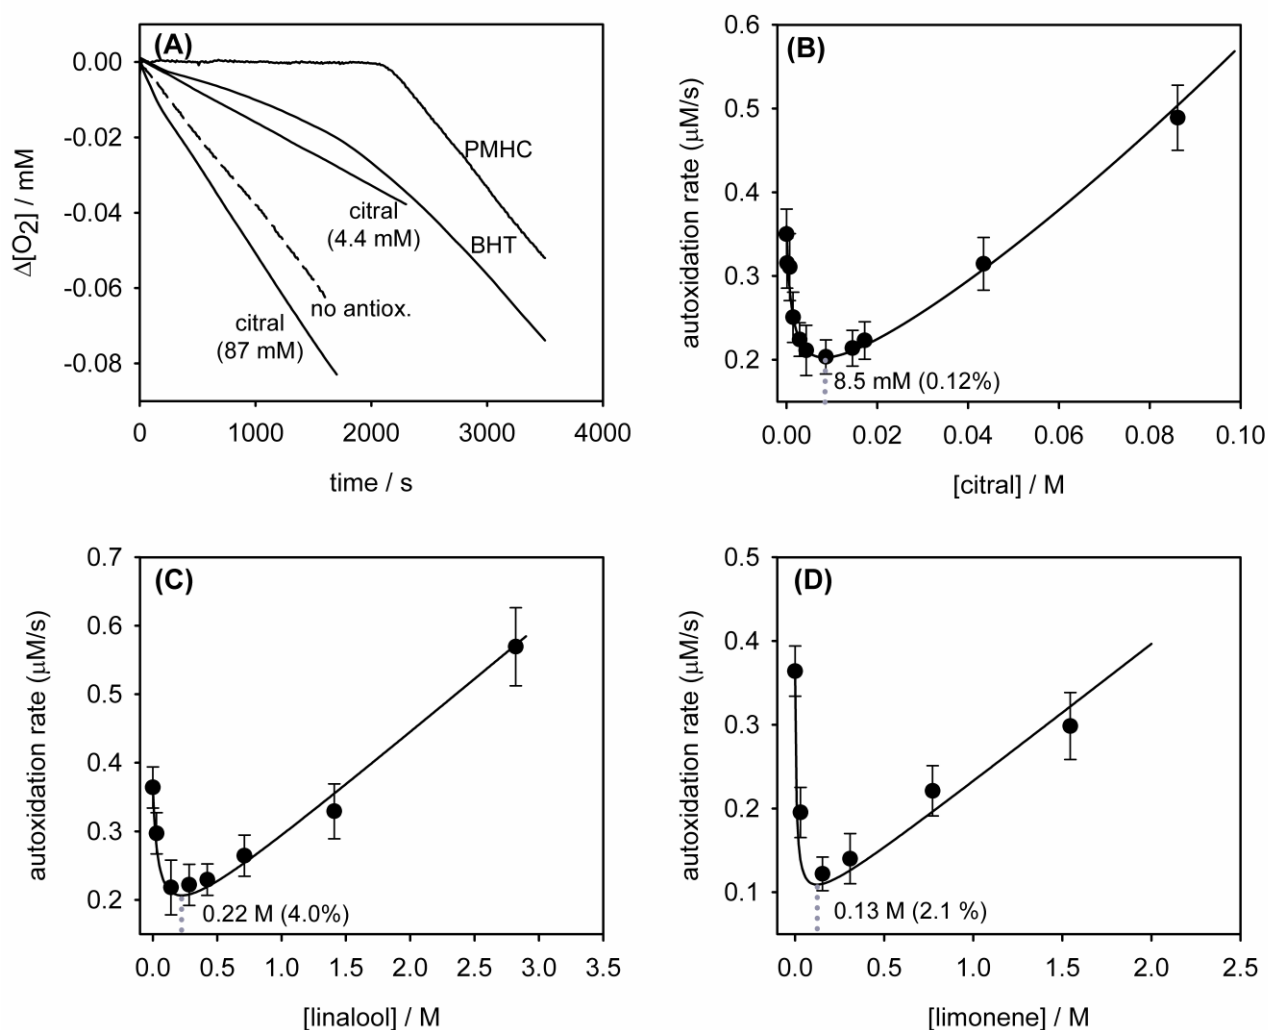 (A)
0.00
-0.02
-0.04
-0.06
-0.08
Δ[O2] / mM
PMHC
citral
(4.4 mM)
BHT
no antiox.
citral
(87 mM)
0 1000 2000 3000 4000
time / s
(B)
0.6
0.5
0.4
0.3
0.2
autoxidation rate (μM/s)
8.5 mM (0.12%)
0.00 0.02 0.04 0.06 0.08 0.10
[citral] / M
(C)
0.7
0.6
0.5
0.4
0.3
0.2
autoxidation rate (μM/s)
0.22 M (4.0%)
0.0 0.5 1.0 1.5 2.0 2.5 3.0 3.5
[linalool] / M
(D)
0.5
0.4
0.3
0.2
0.1
autoxidation rate (μM/s)
0.13 M (2.1 %)
0.0 0.5 1.0 1.5 2.0 2.5
[limonene] / M